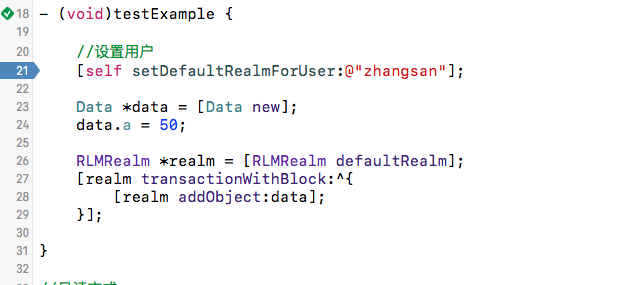 18 - (void)testExample {
19
20 //设置用户
21 [self setDefaultRealmForUser:@"zhangsan"];
22
23 Data *data = [Data new];
24 data.a = 50;
25
26 RLMRealm *realm = [RLMRealm defaultRealm];
27 [realm transactionWithBlock:^{
28 [realm addObject:data];
29 }];
30
31 }
32